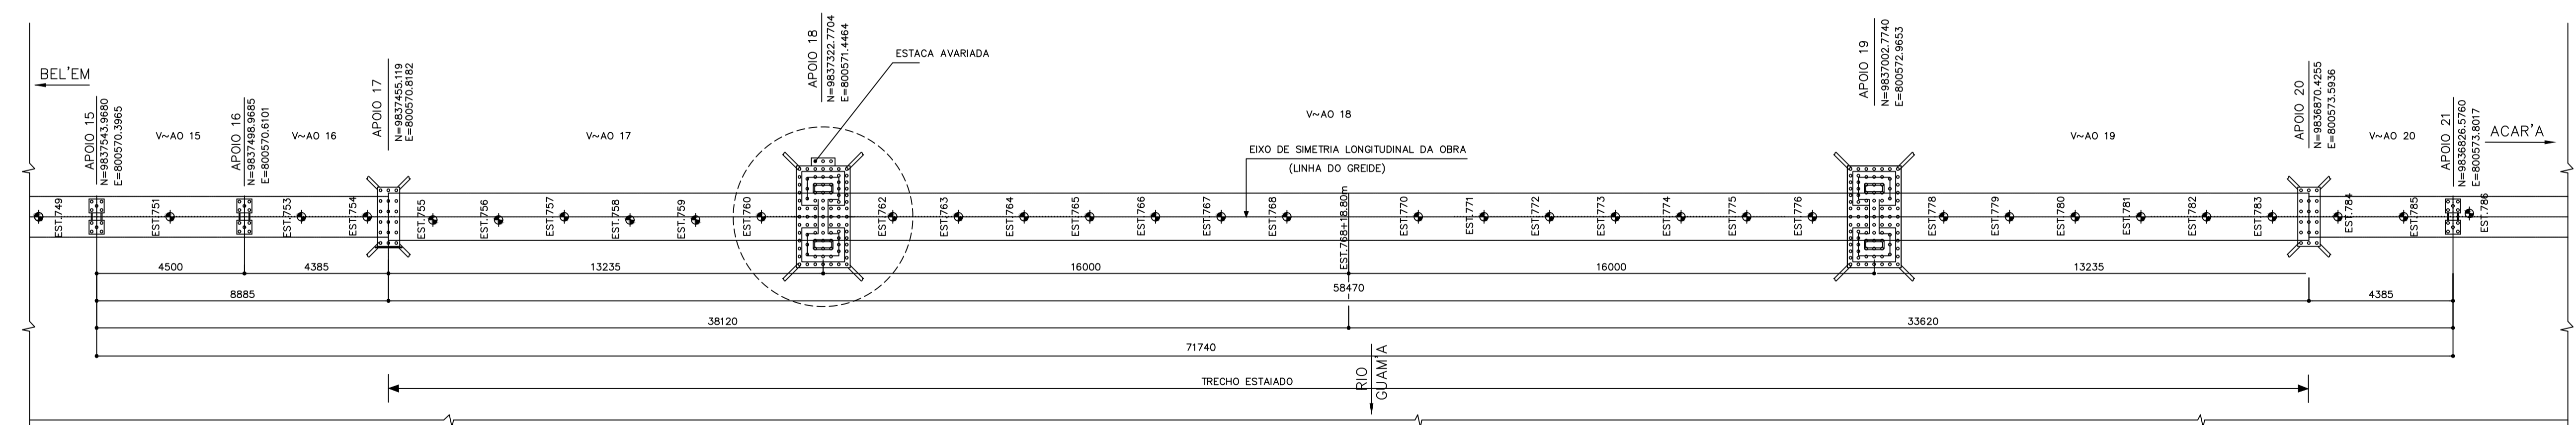 BEL'EM
APOIO 15
N=9837543.9680
E=800570.3965
V~AO 15
APOIO 16
N=9837498.9685
E=800570.6101
V~AO 16
APOIO 17
N=9837455.119
E=800570.8182
V~AO 17
APOIO 18
N=9837322.7704
E=800571.4464
ESTACA AVARIADA
V~AO 18
EIXO DE SIMETRIA LONGITUDINAL DA OBRA
(LINHA DO GREIDE)
APOIO 19
N=9837002.7740
E=800572.9653
V~AO 19
APOIO 20
N=9836870.4255
E=800573.5936
V~AO 20
APOIO 21
N=9836826.5760
E=800573.8017
ACAR'A
EST.749
EST.751
EST.753
EST.754
EST.755
EST.756
EST.757
EST.758
EST.759
EST.760
EST.762
EST.763
EST.764
EST.765
EST.766
EST.767
EST.768
EST.768+18.80m
EST.770
EST.771
EST.772
EST.773
EST.774
EST.775
EST.776
EST.778
EST.779
EST.780
EST.781
EST.782
EST.783
EST.784
EST.785
EST.786
4500
4385
13235
16000
16000
13235
8885
58470
4385
38120
33620
71740
TRECHO ESTAIADO
RIO
GUAM'A